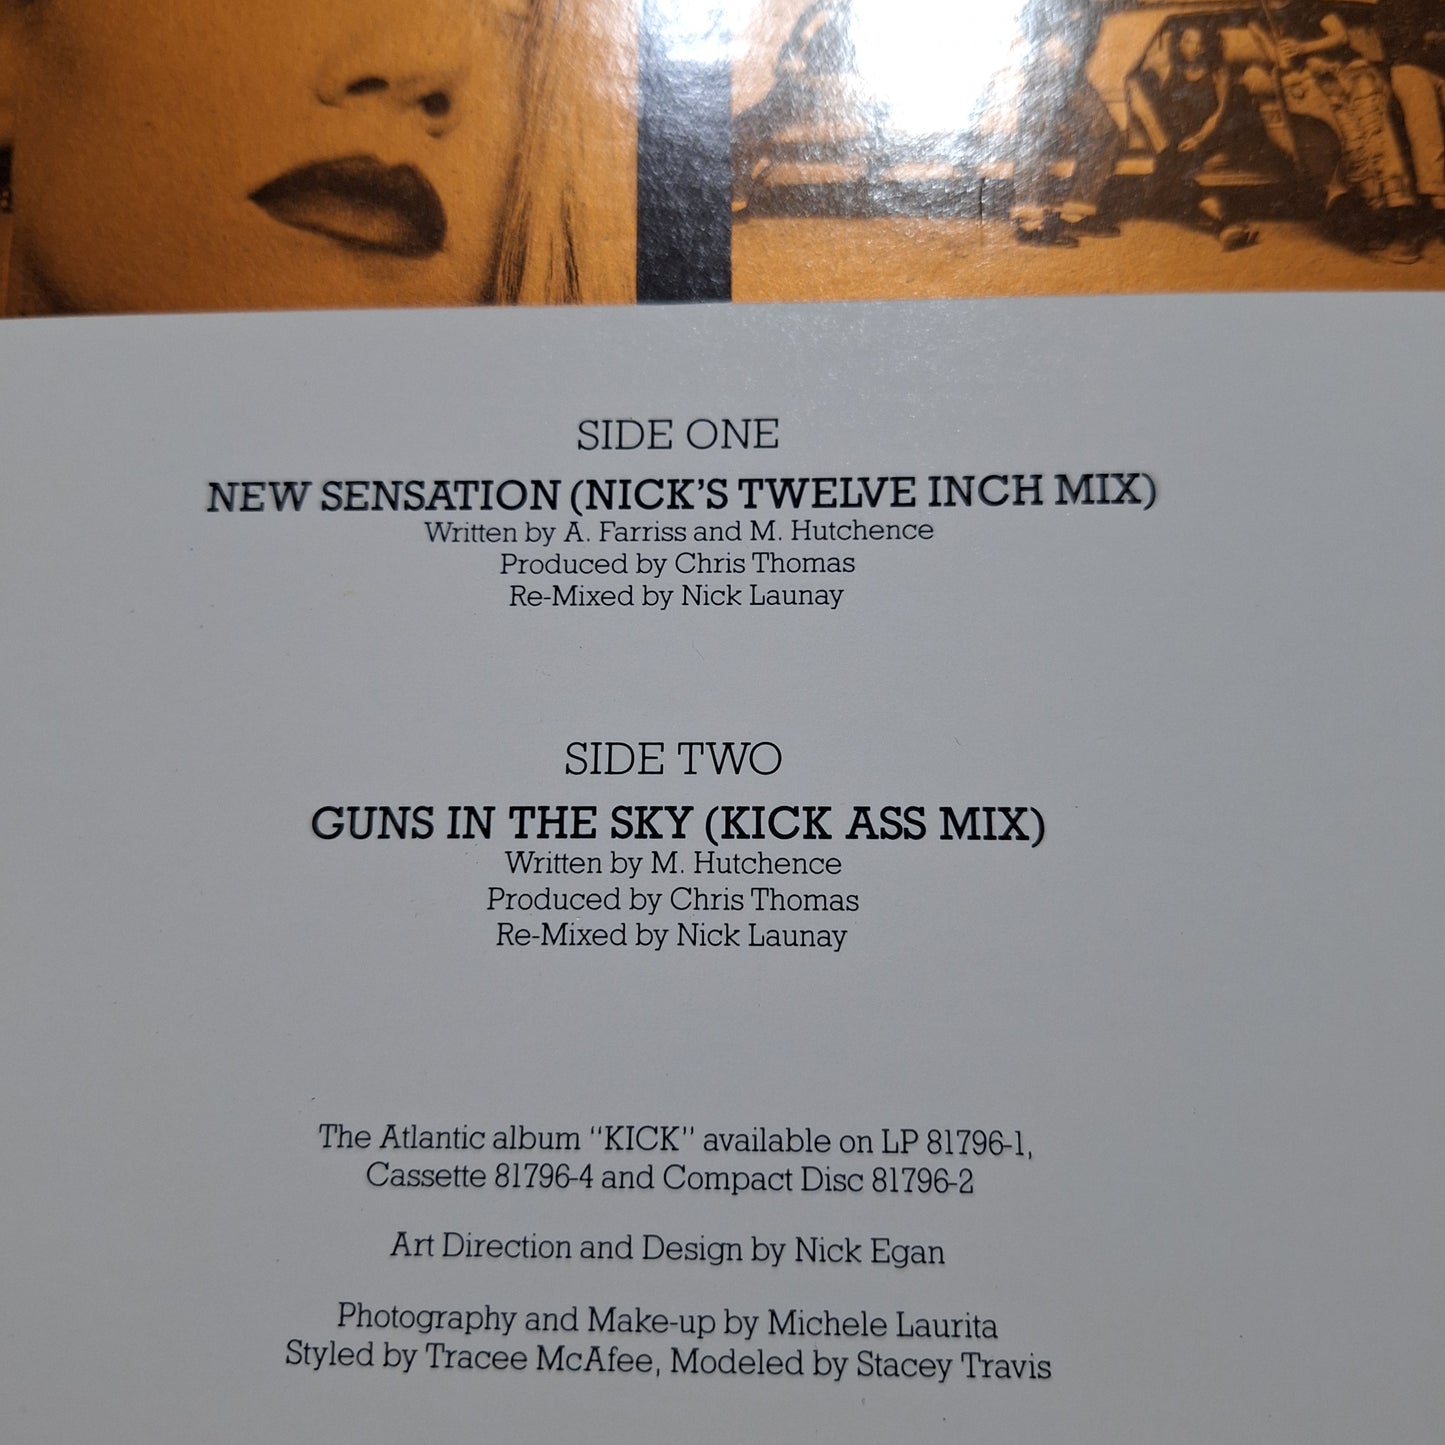 SIDE ONE
NEW SENSATION (NICK'S TWELVE INCH MIX)
Written by A. Farriss and M. Hutchence
Produced by Chris Thomas
Re-Mixed by Nick Launay
SIDE TWO
GUNS IN THE SKY (KICK ASS MIX)
Written by M. Hutchence
Produced by Chris Thomas
Re-Mixed by Nick Launay
The Atlantic album "KICK" available on LP 81796-1,
Cassette 81796-4 and Compact Disc 81796-2
Art Direction and Design by Nick Egan
Photography and Make-up by Michele Laurita
Styled by Tracee McAfee, Modeled by Stacey Travis